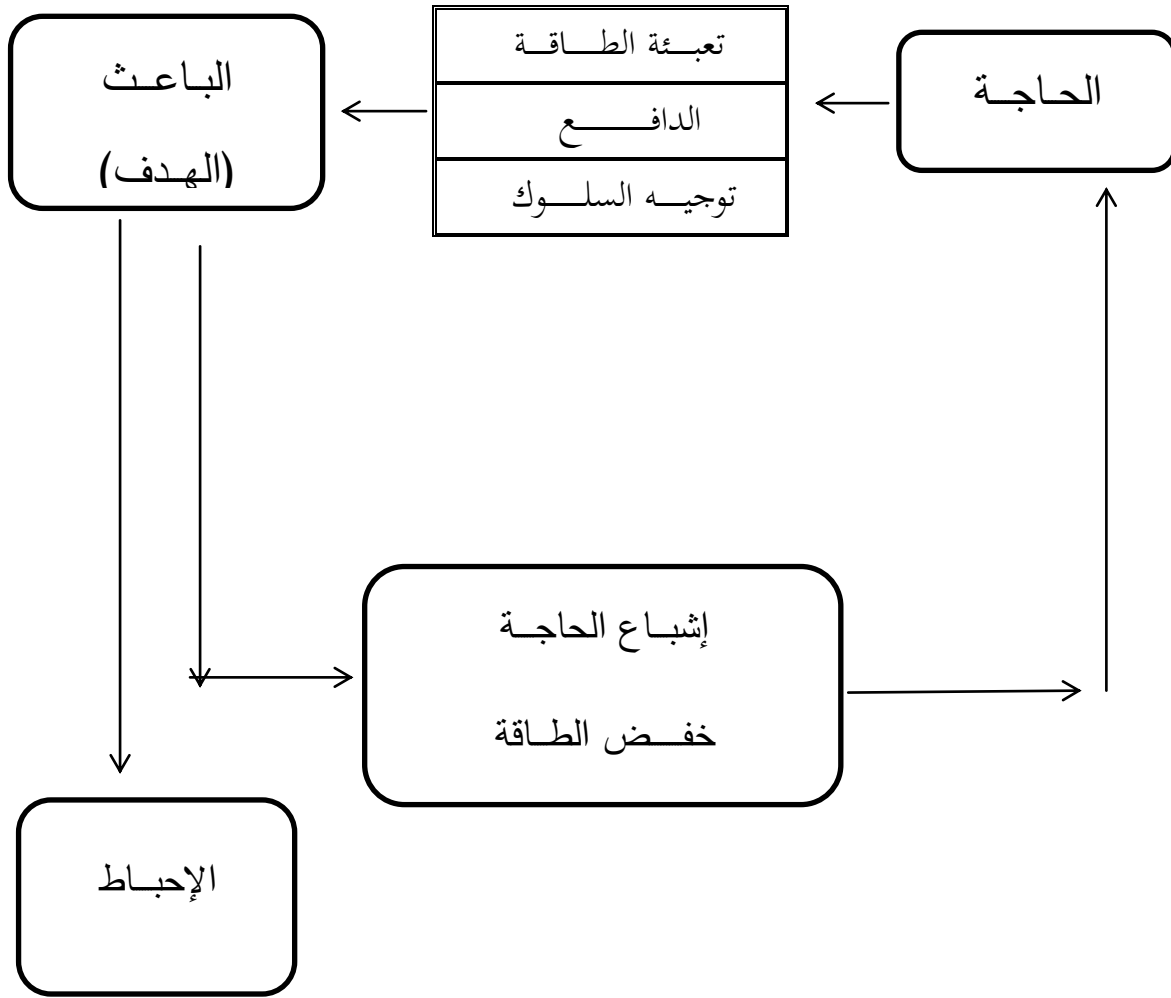 الحاجة
تعبئة الطاقة
الدافع
توجيه السلوك
الباعث
(الهدف)
إشباع الحاجة
خفض الطاقة
الإحباط